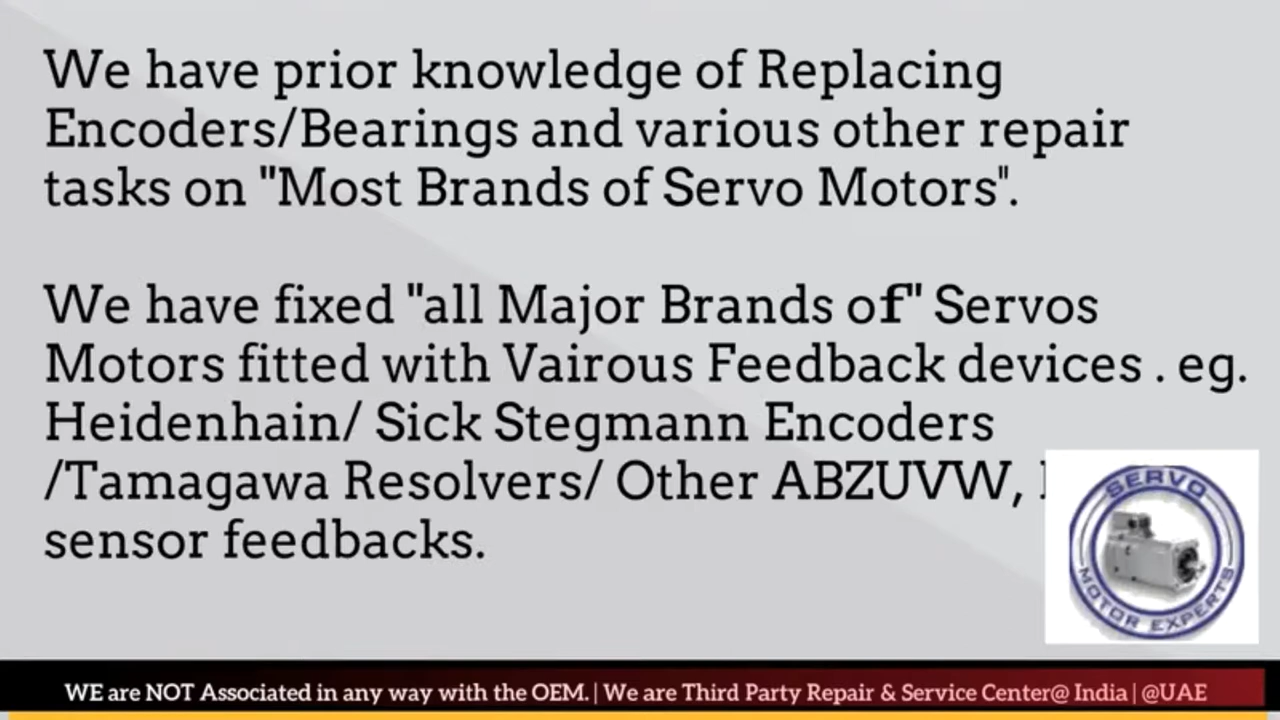 We have prior knowledge of Replacing
Encoders/Bearings and various other repair
tasks on "Most Brands of Servo Motors".
We have fixed "all Major Brands of" Servos
Motors fitted with Vairous Feedback devices . eg.
Heidenhain/ Sick Stegmann Encoders
/Tamagawa Resolvers/ Other ABZUVW,
sensor feedbacks.
SERVO
MOTOR EXPERTS
WE are NOT Associated in any way with the OEM. | We are Third Party Repair & Service Center@ India | @UAE